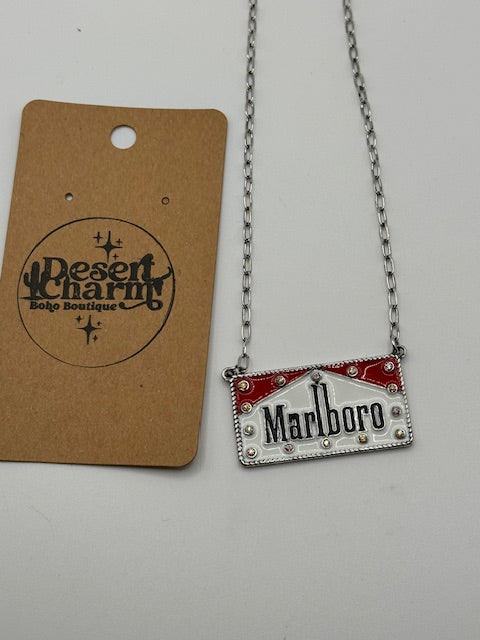 Desert
Charm
Boho Boutique
Marlboro